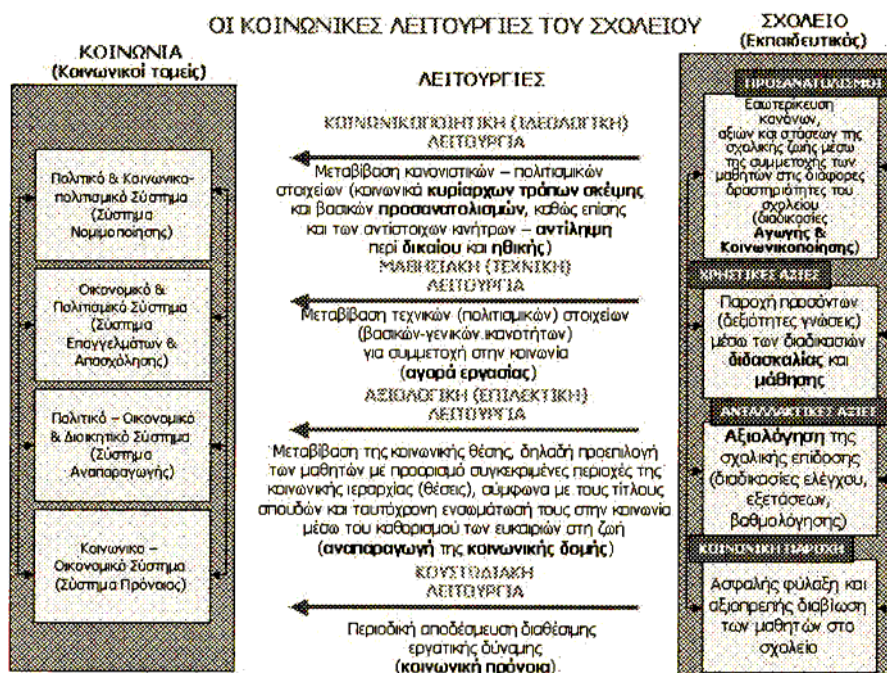 ΟΙ ΚΟΙΝΩΝΙΚΕΣ ΛΕΙΤΟΥΡΓΙΕΣ ΤΟΥ ΣΧΟΛΕΙΟΥ
ΚΟΙΝΩΝΙΑ
(Κοινωνικοί τομείς)
Πολιτικό & Κοινωνικο-
πολιτισμικό Σύστημα
(Σύστημα
Νομιμοποίησης)
Οικονομικό &
Πολιτισμικό Σύστημα
(Σύστημα
Επαγγελμάτων &
Απασχόλησης)
Πολιτικό – Οικονομικό
& Διοικητικό Σύστημα
(Σύστημα
Αναπαραγωγής)
Κοινωνικο –
Οικονομικό Σύστημα
(Σύστημα Πρόνοιας)
ΛΕΙΤΟΥΡΓΙΕΣ
ΚΟΙΝΩΝΙΚΟΠΟΙΗΤΙΚΗ (ΙΔΕΟΛΟΓΙΚΗ)
ΛΕΙΤΟΥΡΓΙΑ
Μεταβίβαση κανονιστικών – πολιτισμικών
στοιχείων (κοινωνικά κυρίαρχων τρόπων σκέψης
και βασικών προσανατολισμών, καθώς επίσης
και των αντίστοιχων κινήτρων – αντίληψη
περί δικαίου και ηθικής)
ΜΑΘΗΣΙΑΚΗ (ΤΕΧΝΙΚΗ)
ΛΕΙΤΟΥΡΓΙΑ
Μεταβίβαση τεχνικών (πολιτισμικών) στοιχείων
(βασικών-γενικών ικανοτήτων)
για συμμετοχή στην κοινωνία
(αγορά εργασίας)
ΑΞΙΟΛΟΓΙΚΗ (ΕΠΙΛΕΚΤΙΚΗ)
ΛΕΙΤΟΥΡΓΙΑ
Μεταβίβαση της κοινωνικής θέσης, δηλαδή προεπιλογή
των μαθητών με προορισμό συγκεκριμένες περιοχές της
κοινωνικής ιεραρχίας (θέσεις), σύμφωνα με τους τίτλους
σπουδών και ταυτόχρονη ενσωμάτωσή τους στην κοινωνία
μέσω του καθορισμού των ευκαιριών στη ζωή
(αναπαραγωγή της κοινωνικής δομής)
ΚΟΥΣΤΩΔΙΑΚΗ
ΛΕΙΤΟΥΡΓΙΑ
Περιοδική αποδέσμευση διαθέσιμης
εργατικής δύναμης
(κοινωνική πρόνοια)
ΣΧΟΛΕΙΟ
(Εκπαιδευτικός)
ΠΡΟΣΑΝΑΤΟΛΙΣΜΟΙ
Εσωτερίκευση
κανόνων,
αξιών και στάσεων της
σχολικής ζωής μέσω
της συμμετοχής των
μαθητών στις διάφορες
δραστηριότητες του
σχολείου
(διαδικασίες
Αγωγής &
Κοινωνικοποίησης)
ΧΡΗΣΤΙΚΕΣ ΑΞΙΕΣ
Παροχή προσόντων
(δεξιότητες γνώσεις)
μέσω των διαδικασιών
διδασκαλίας και
μάθησης
ΑΝΤΑΛΛΑΚΤΙΚΕΣ ΑΞΙΕΣ
Αξιολόγηση της
σχολικής επίδοσης
(διαδικασίες ελέγχου,
εξετάσεων,
βαθμολόγησης)
ΚΟΙΝΩΝΙΚΗ ΠΑΡΟΧΗ
Ασφαλής φύλαξη και
αξιοπρεπής διαβίωση
των μαθητών στο
σχολείο